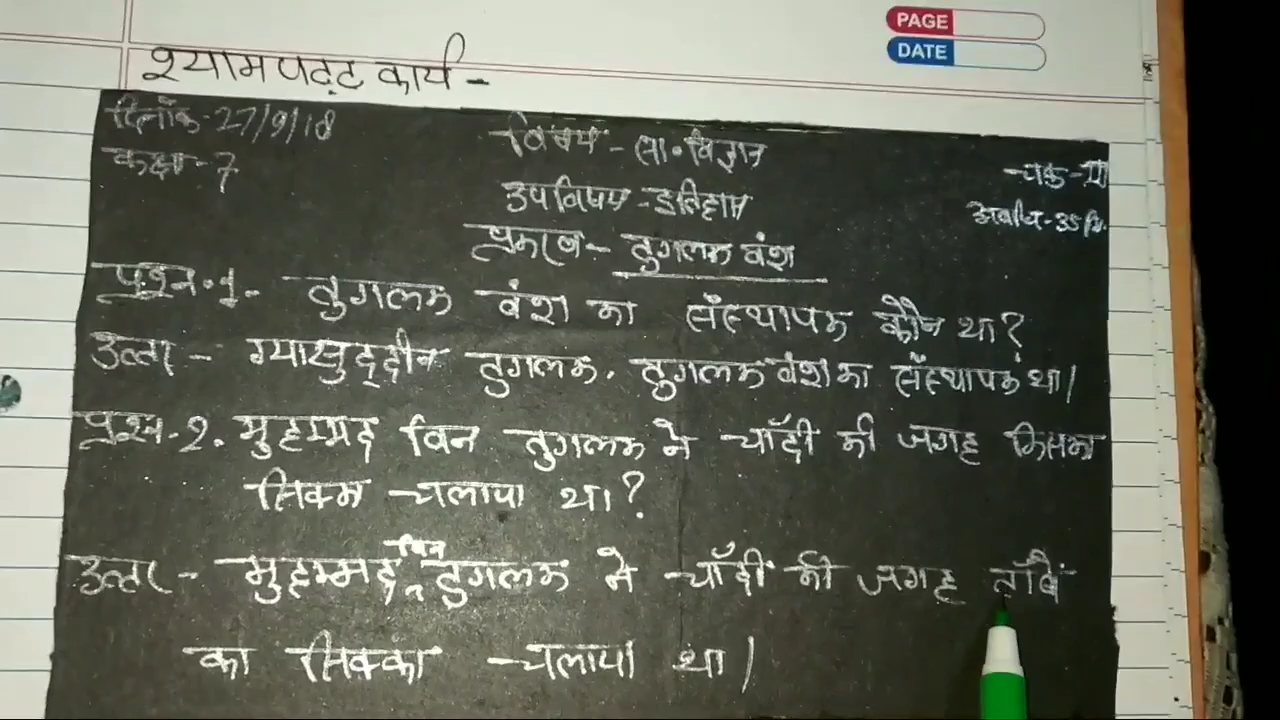 PAGE
DATE
श्यामपट्ट कार्य -
दिनाँक-27/9/18
विषय - सा. विज्ञान
कक्षा-7
चक्र-II
उपविषय - इतिहास
अवधि-35 मि.
प्रकरण - तुगलक वंश
प्रश्न.1- तुगलक वंश का संस्थापक कौन था?
उत्तर - ग्यासुद्दीन तुगलक, तुगलक वंश का संस्थापक था।
प्रश्न-2. मुहम्मद बिन तुगलक ने चाँदी की जगह किसका
सिक्का चलाया था?
उत्तर - मुहम्मद बिन तुगलक ने चाँदी की जगह ताँबे
का सिक्का चलाया था।